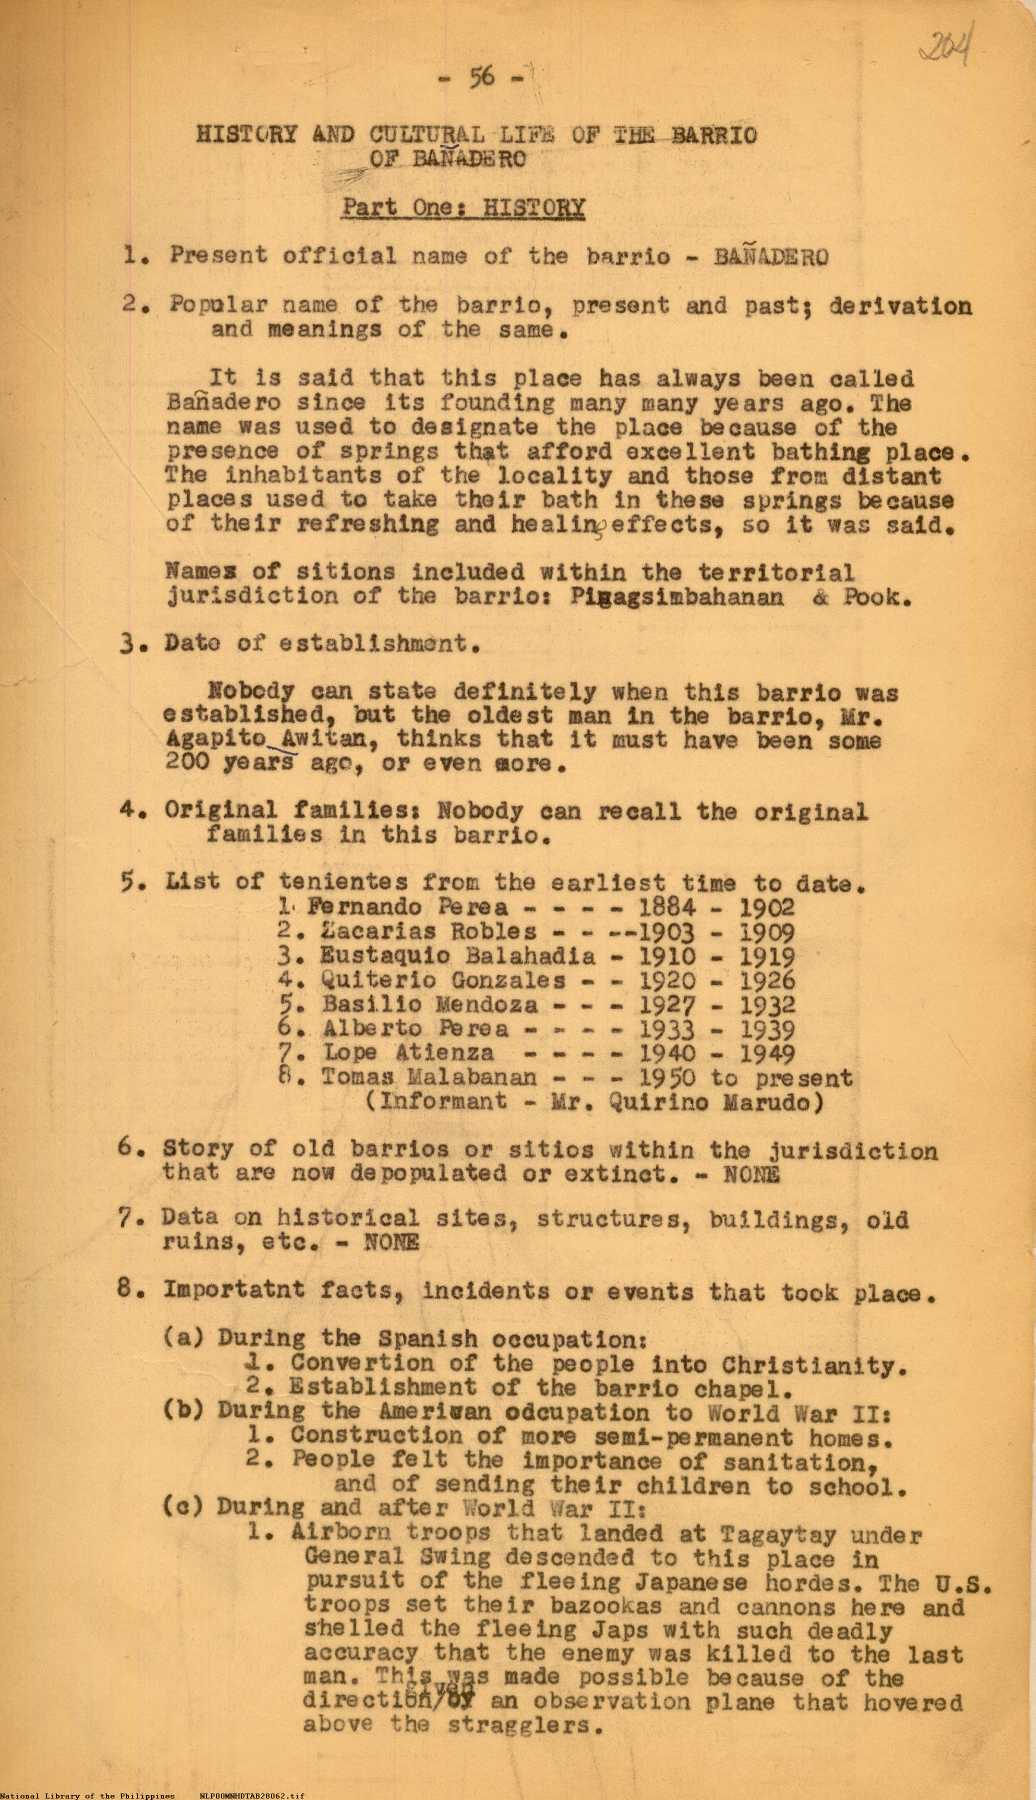 204
- 56 -
HISTORY AND CULTURAL LIFE OF THE BARRIO
OF BAÑADERO
Part One: HISTORY
1. Present official name of the barrio - BAÑADERO
2. Popular name of the barrio, present and past; derivation
and meanings of the same.
It is said that this place has always been called
Bañadero since its founding many many years ago. The
name was used to designate the place because of the
presence of springs that afford excellent bathing place.
The inhabitants of the locality and those from distant
places used to take their bath in these springs because
of their refreshing and healing effects, so it was said.
Names of sitions included within the territorial
jurisdiction of the barrio: Pinagsimbahanan & Pook.
3. Date of establishment.
Nobody can state definitely when this barrio was
established, but the oldest man in the barrio, Mr.
Agapito Awitan, thinks that it must have been some
200 years ago, or even more.
4. Original families: Nobody can recall the original
families in this barrio.
5. List of tenientes from the earliest time to date.
1. Fernando Perea - - - - 1884 - 1902
2. Zacarias Robles - - --1903 - 1909
3. Eustaquio Balahadia - 1910 - 1919
4. Quiterio Gonzales - - 1920 - 1926
5. Basilio Mendoza - - - 1927 - 1932
6. Alberto Perea - - - - 1933 - 1939
7. Lope Atienza - - - - 1940 - 1949
8. Tomas Malabanan - - - 1950 to present
(Informant - Mr. Quirino Marudo)
6. Story of old barrios or sitios within the jurisdiction
that are now depopulated or extinct. - NONE
7. Data on historical sites, structures, buildings, old
ruins, etc. - NONE
8. Importatnt facts, incidents or events that took place.
(a) During the Spanish occupation:
1. Convertion of the people into Christianity.
2. Establishment of the barrio chapel.
(b) During the American odcupation to World War II:
1. Construction of more semi-permanent homes.
2. People felt the importance of sanitation,
and of sending their children to school.
(c) During and after World War II:
1. Airborn troops that landed at Tagaytay under
General Swing descended to this place in
pursuit of the fleeing Japanese hordes. The U.S.
troops set their bazookas and cannons here and
shelled the fleeing Japs with such deadly
accuracy that the enemy was killed to the last
man. This was made possible because of the
given
direction/by an observation plane that hovered
above the stragglers.
National Library of the Philippines NLP00MNHDTAB28062.tif